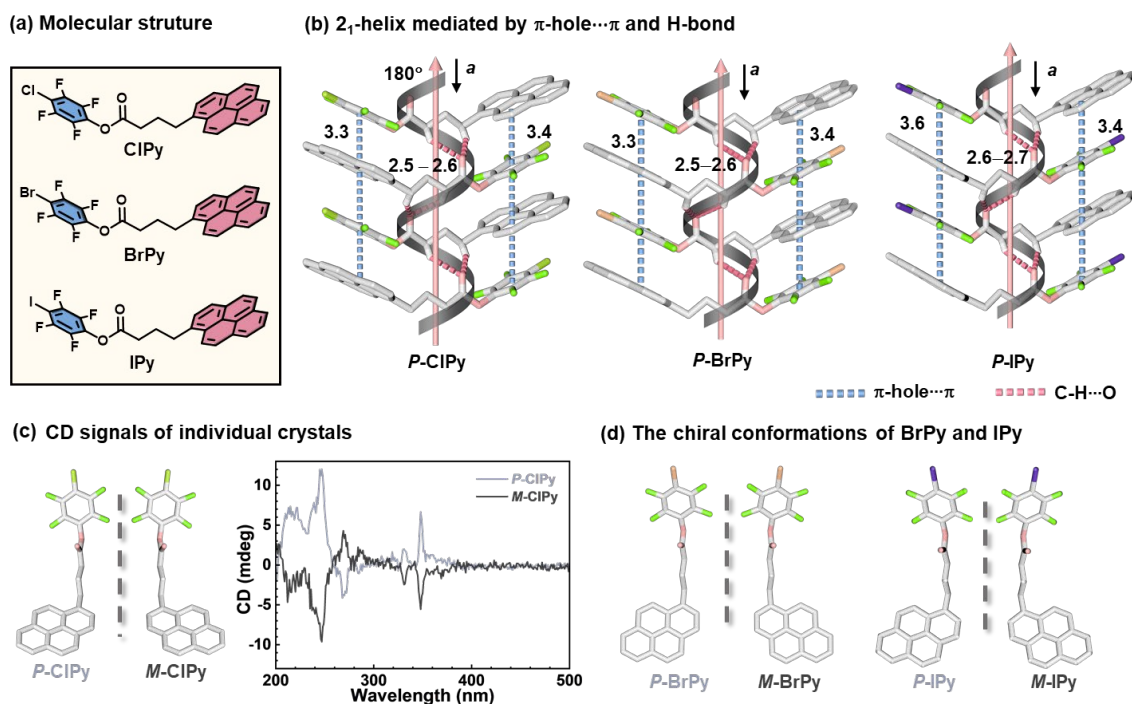 (a) Molecular struture
Cl
F
F
F
F
O
O
ClPy
Br
F
F
F
F
O
O
BrPy
I
F
F
F
F
O
O
IPy
(b) 2₁-helix mediated by π-hole···π and H-bond
180°
a
3.3
3.4
2.5–2.6
P-ClPy
a
3.3
3.4
2.5–2.6
P-BrPy
a
3.6
3.4
2.6–2.7
P-IPy
π-hole···π
C-H···O
(c) CD signals of individual crystals
P-ClPy
M-ClPy
CD (mdeg)
10
5
0
-5
-10
200
300
400
500
Wavelength (nm)
P-ClPy
M-ClPy
(d) The chiral conformations of BrPy and IPy
P-BrPy
M-BrPy
P-IPy
M-IPy